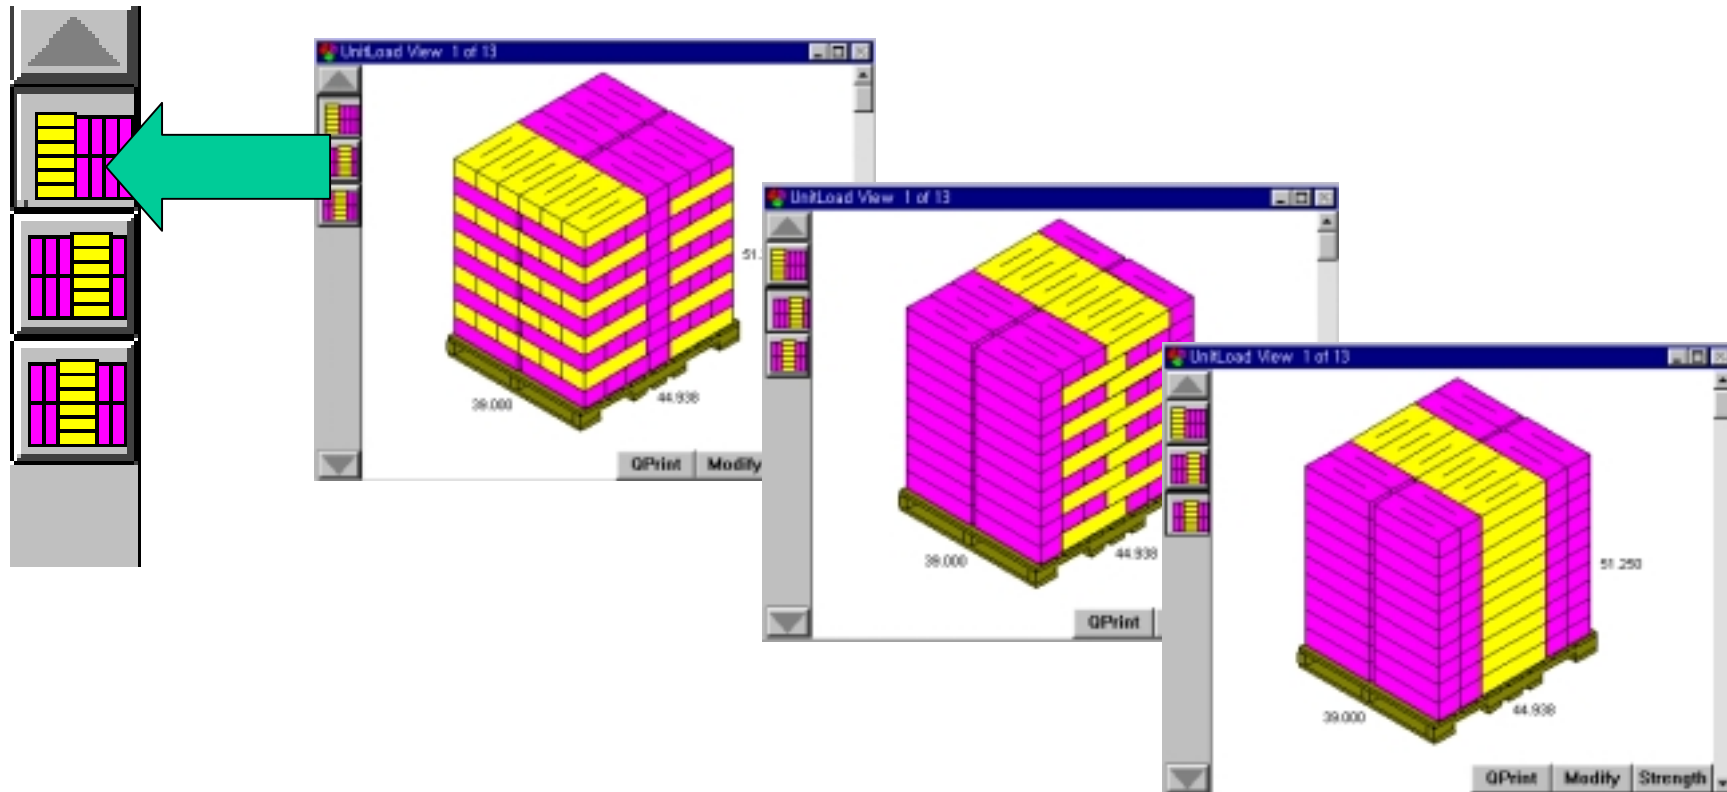 UnitLoad View 1 of 13
51.
39.000
44.938
QPrint Modify
UnitLoad View 1 of 13
39.000
44.938
QPrint
UnitLoad View 1 of 13
51.250
39.000
44.938
QPrint Modify Strength